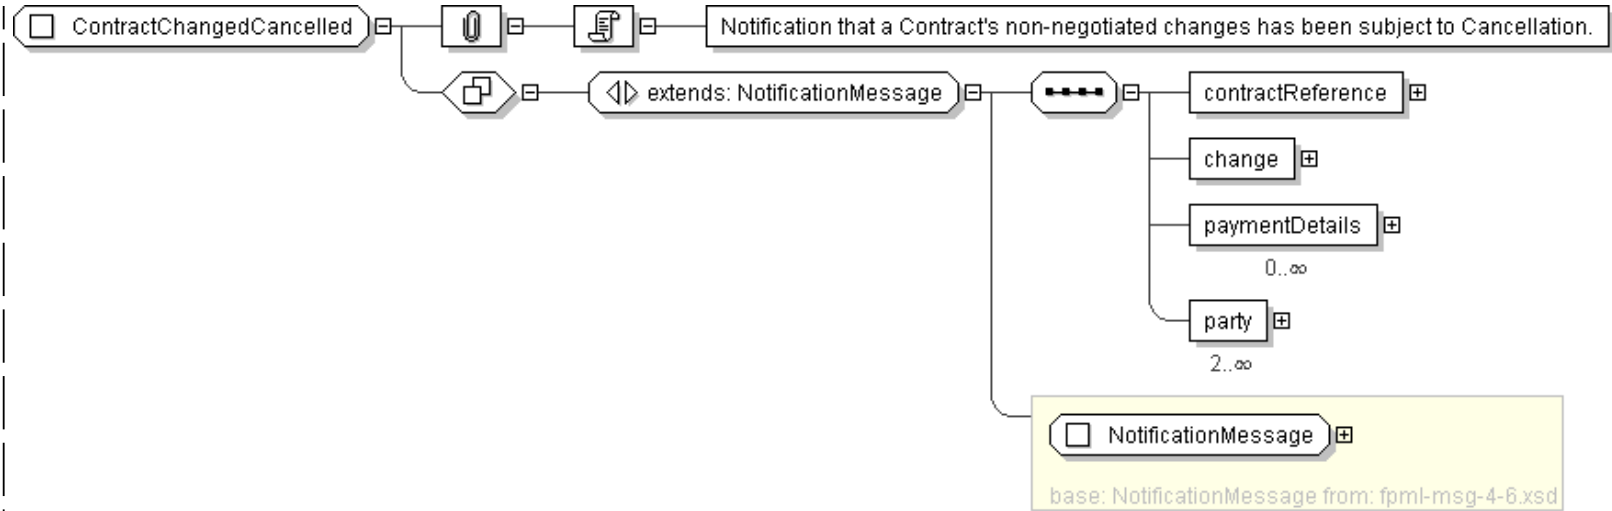 ContractChangedCancelled
Notification that a Contract's non-negotiated changes has been subject to Cancellation.
extends: NotificationMessage
contractReference
change
paymentDetails
0..∞
party
2..∞
NotificationMessage
base: NotificationMessage from: fpml-msg-4-6.xsd